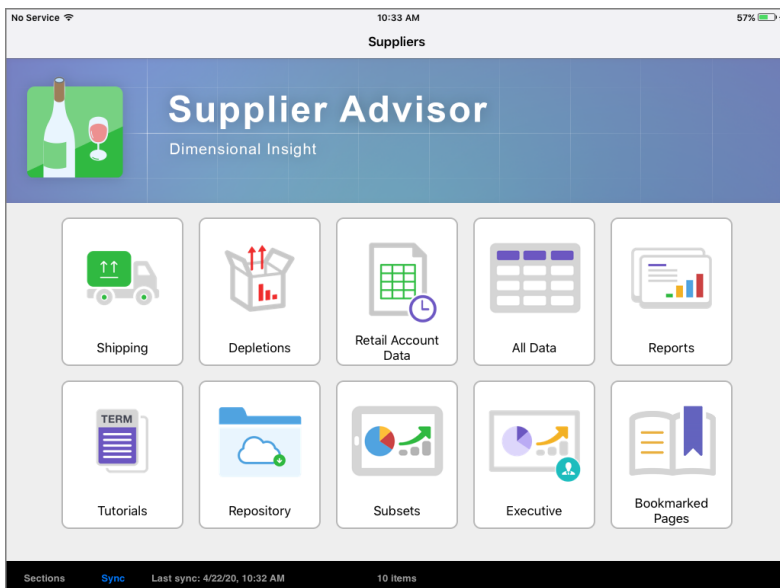 No Service 10:33 AM 57%
Suppliers
Supplier Advisor
Dimensional Insight
Shipping
Depletions
Retail Account
Data
All Data
Reports
TERM
Tutorials
Repository
Subsets
Executive
Bookmarked
Pages
Sections Sync Last sync: 4/22/20, 10:32 AM 10 items